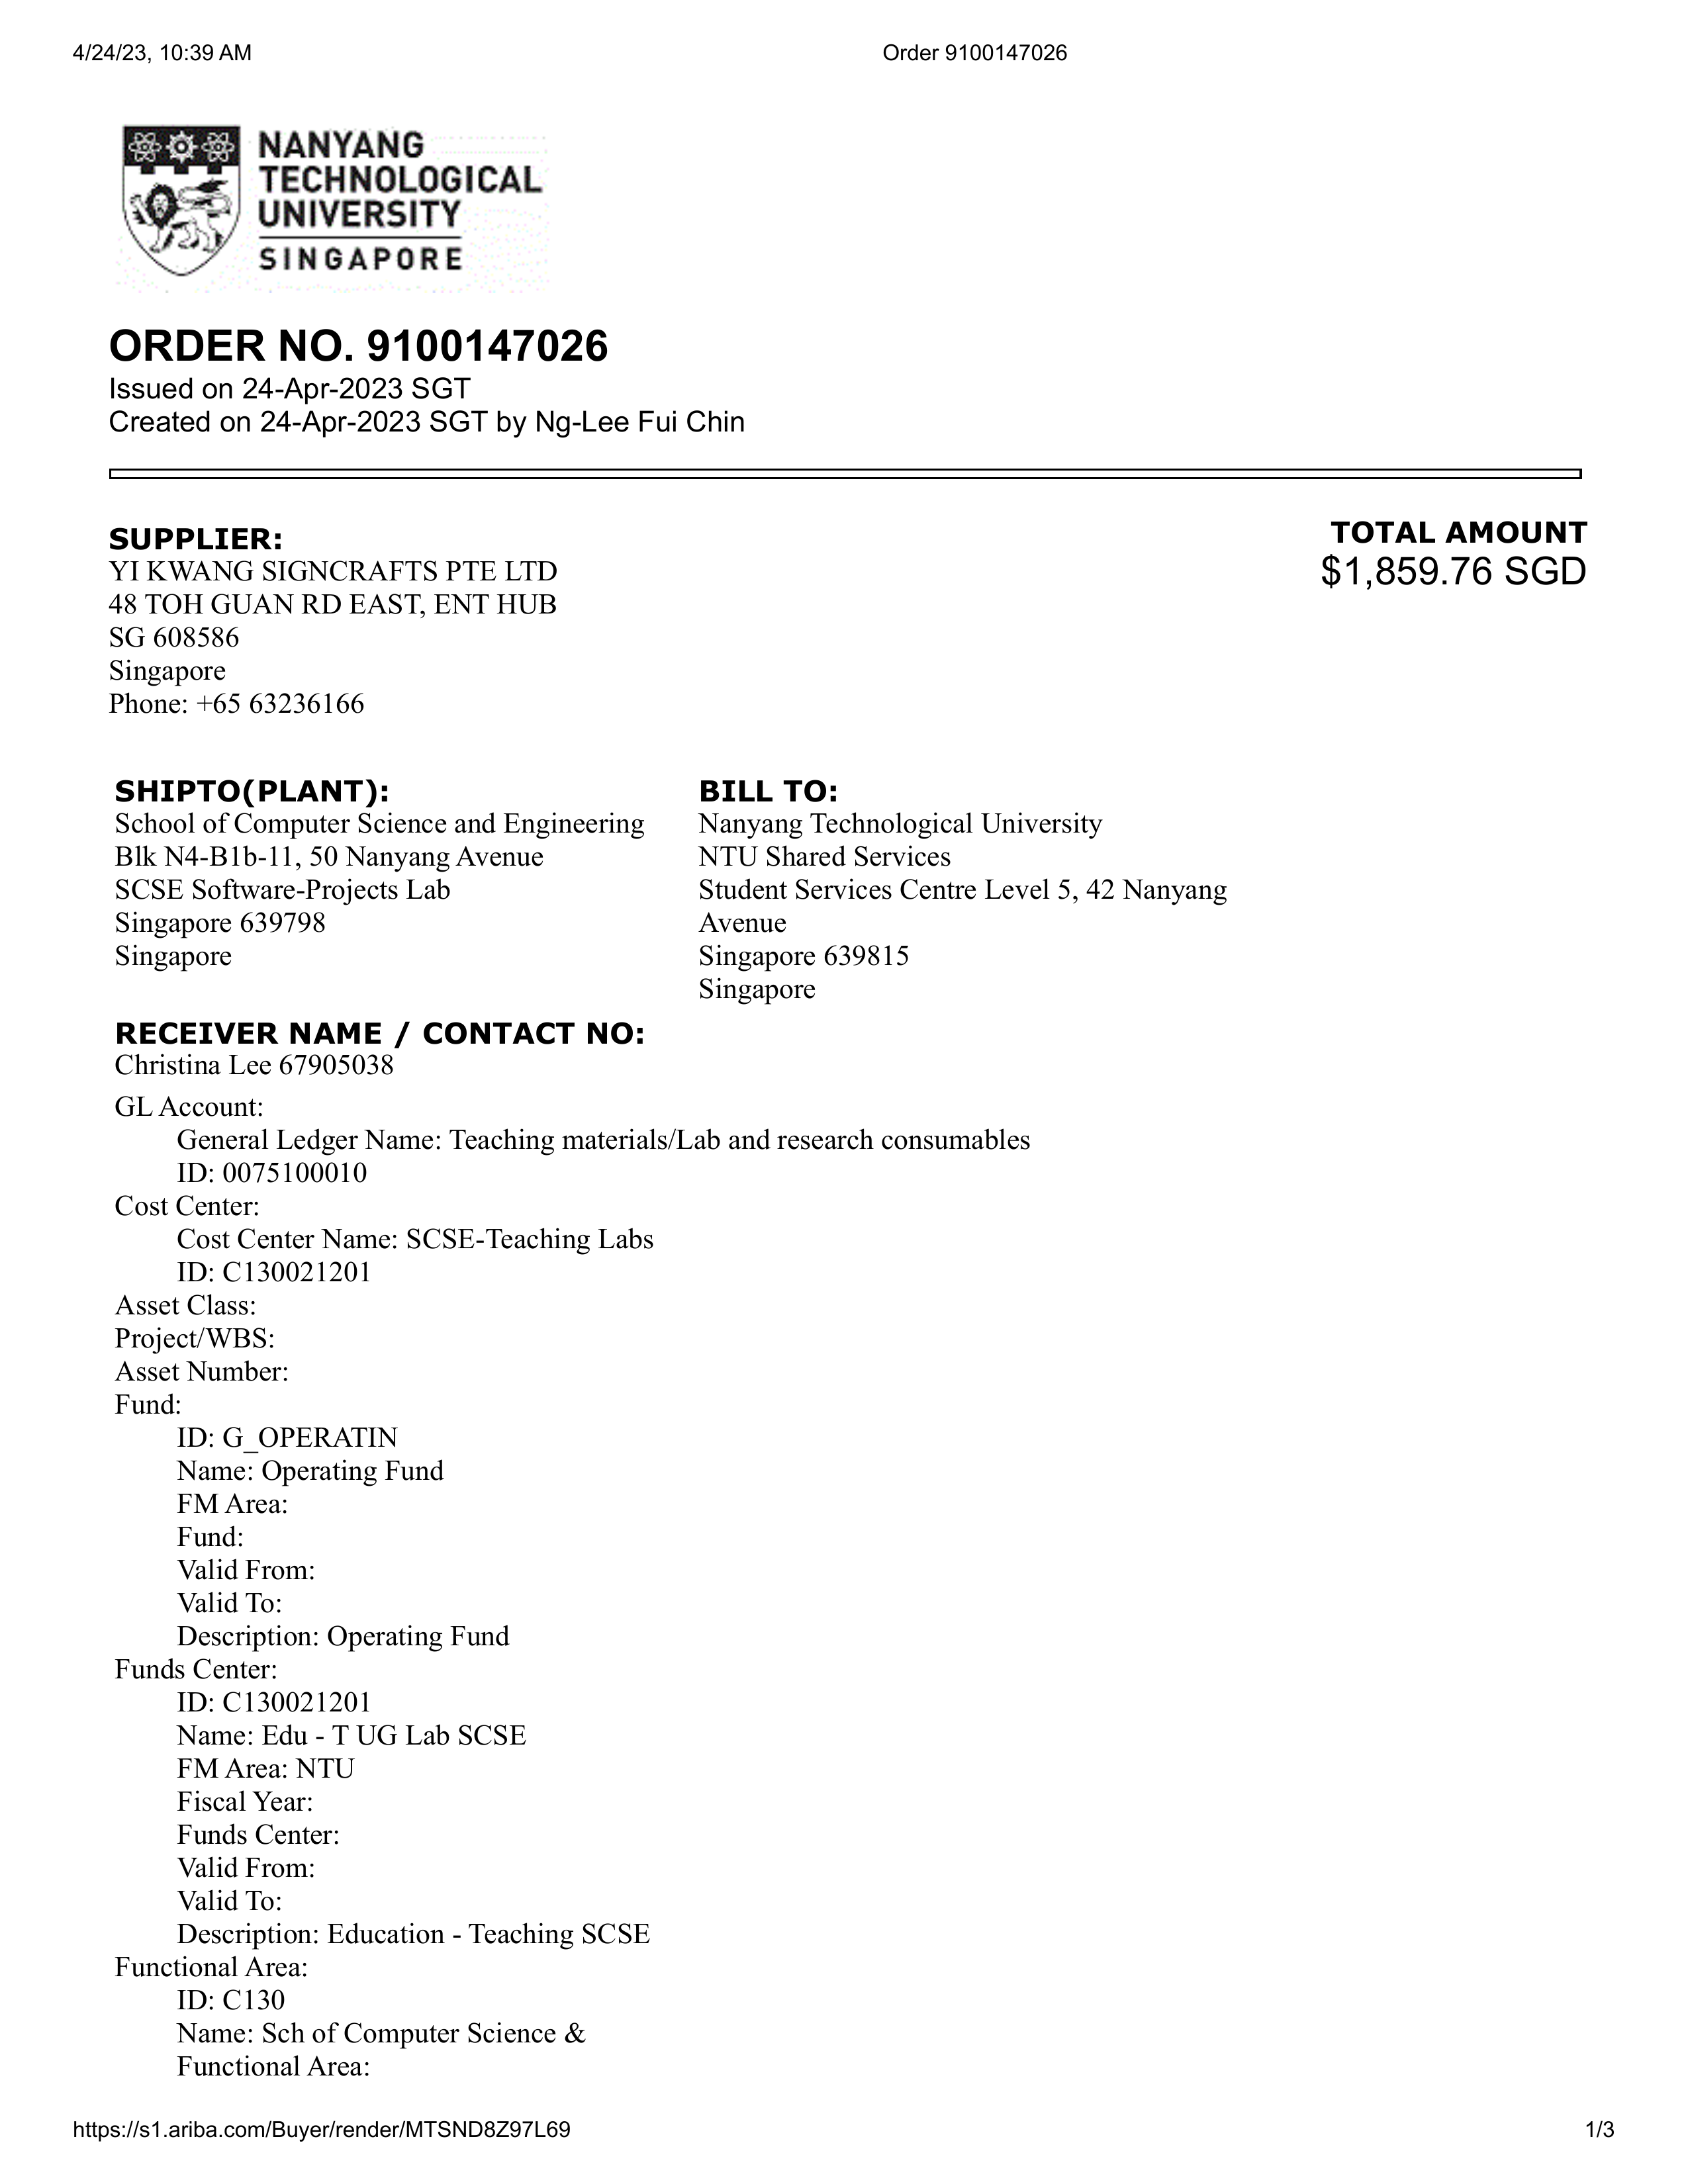 4/24/23, 10:39 AM
Order 9100147026
NANYANG
TECHNOLOGICAL
UNIVERSITY
SINGAPORE
ORDER NO. 9100147026
Issued on 24-Apr-2023 SGT
Created on 24-Apr-2023 SGT by Ng-Lee Fui Chin
SUPPLIER:
YI KWANG SIGNCRAFTS PTE LTD
48 TOH GUAN RD EAST, ENT HUB
SG 608586
Singapore
Phone: +65 63236166
TOTAL AMOUNT
$1,859.76 SGD
SHIPTO(PLANT):
School of Computer Science and Engineering
Blk N4-B1b-11, 50 Nanyang Avenue
SCSE Software-Projects Lab
Singapore 639798
Singapore
BILL TO:
Nanyang Technological University
NTU Shared Services
Student Services Centre Level 5, 42 Nanyang
Avenue
Singapore 639815
Singapore
RECEIVER NAME / CONTACT NO:
Christina Lee 67905038
GL Account:
General Ledger Name: Teaching materials/Lab and research consumables
ID: 0075100010
Cost Center:
Cost Center Name: SCSE-Teaching Labs
ID: C130021201
Asset Class:
Project/WBS:
Asset Number:
Fund:
ID: G_OPERATIN
Name: Operating Fund
FM Area:
Fund:
Valid From:
Valid To:
Description: Operating Fund
Funds Center:
ID: C130021201
Name: Edu - T UG Lab SCSE
FM Area: NTU
Fiscal Year:
Funds Center:
Valid From:
Valid To:
Description: Education - Teaching SCSE
Functional Area:
ID: C130
Name: Sch of Computer Science &
Functional Area:
https://s1.ariba.com/Buyer/render/MTSND8Z97L69
1/3